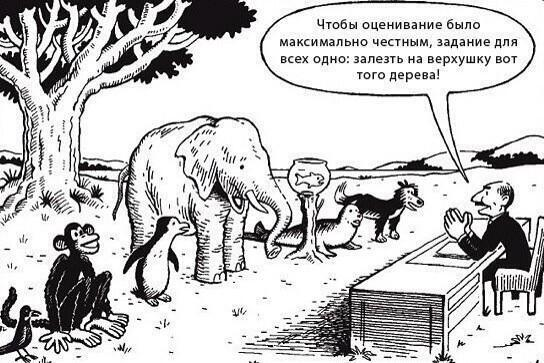 Чтобы оценивание было
максимально честным, задание для
всех одно: залезть на верхушку вот
того дерева!